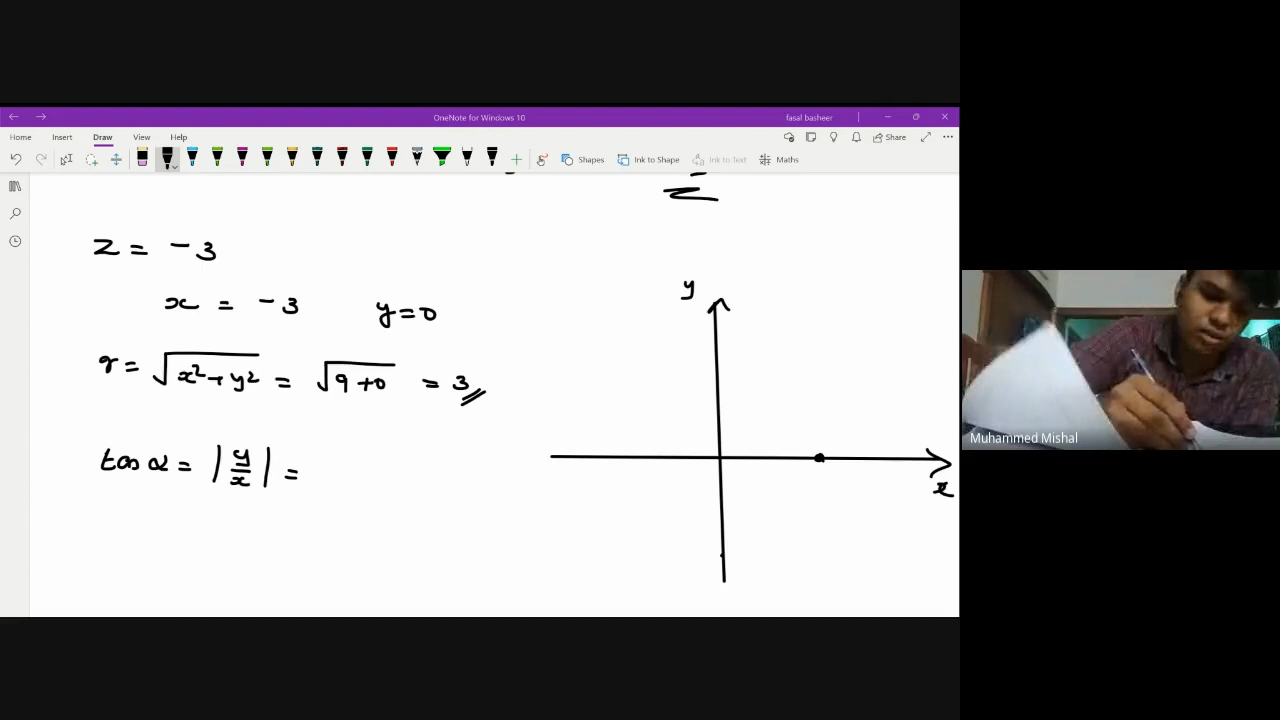 OneNote for Windows 10
fasal basheer
Home Insert Draw View Help
Share
Shapes Ink to Shape Ink to Text Maths
z = -3
x = -3 y = 0
r = √x²+y² = √9+0 = 3
tan α = |y/x| =
y
x
Muhammed Mishal